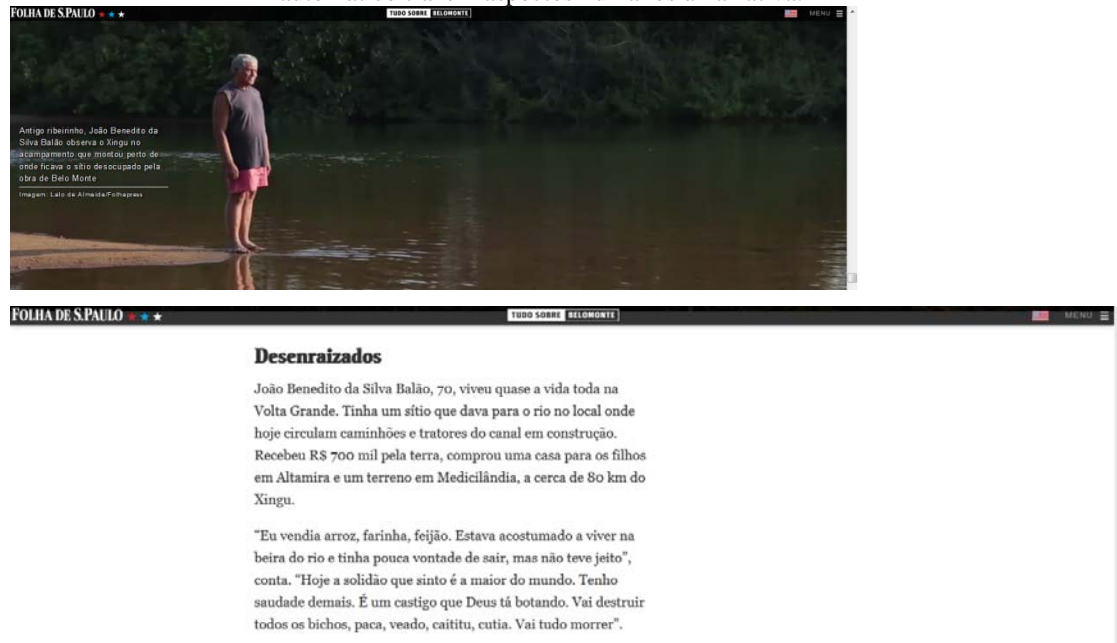 FOLHA DE S.PAULO
TUDO SOBRE BELOMONTE
MENU
Antigo ribeirinho, João Benedito da
Silva Balão observa o Xingu no
acampamento que montou perto de
onde ficava o sítio desocupado pela
obra de Belo Monte
Imagem: Lalo de Almeida/Folhapress
FOLHA DE S.PAULO
TUDO SOBRE BELOMONTE
MENU
Desenraizados
João Benedito da Silva Balão, 70, viveu quase a vida toda na
Volta Grande. Tinha um sítio que dava para o rio no local onde
hoje circulam caminhões e tratores do canal em construção.
Recebeu R$ 700 mil pela terra, comprou uma casa para os filhos
em Altamira e um terreno em Medicilândia, a cerca de 80 km do
Xingu.
"Eu vendia arroz, farinha, feijão. Estava acostumado a viver na
beira do rio e tinha pouca vontade de sair, mas não teve jeito",
conta. "Hoje a solidão que sinto é a maior do mundo. Tenho
saudade demais. É um castigo que Deus tá botando. Vai destruir
todos os bichos, paca, veado, caititu, cutia. Vai tudo morrer".